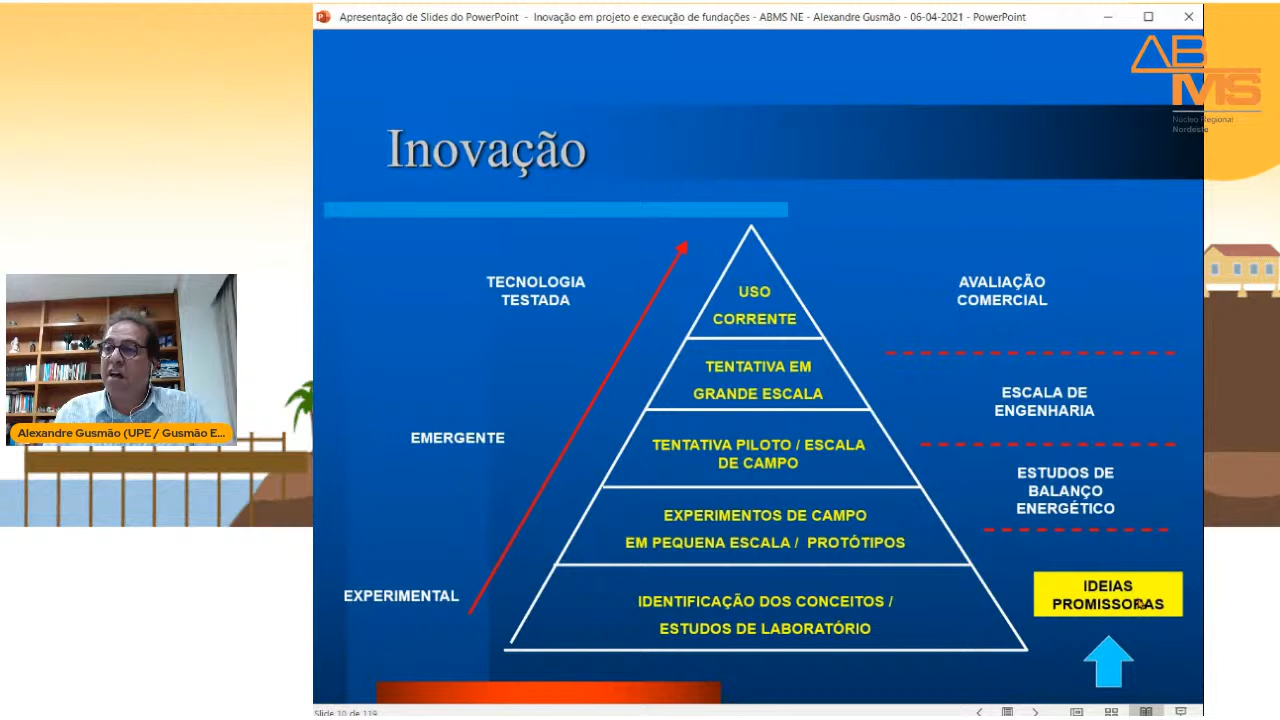 Apresentação de Slides do PowerPoint - Inovação em projeto e execução de fundações - ABMS NE - Alexandre Gusmão - 06-04-2021 - PowerPoint
ABMS
Núcleo Regional
Nordeste
Inovação
TECNOLOGIA
TESTADA
EMERGENTE
EXPERIMENTAL
USO
CORRENTE
TENTATIVA EM
GRANDE ESCALA
TENTATIVA PILOTO / ESCALA
DE CAMPO
EXPERIMENTOS DE CAMPO
EM PEQUENA ESCALA / PROTÓTIPOS
IDENTIFICAÇÃO DOS CONCEITOS /
ESTUDOS DE LABORATÓRIO
AVALIAÇÃO
COMERCIAL
ESCALA DE
ENGENHARIA
ESTUDOS DE
BALANÇO
ENERGÉTICO
IDEIAS
PROMISSORAS
Alexandre Gusmão (UPE / Gusmão E...
Slide 10 de 119